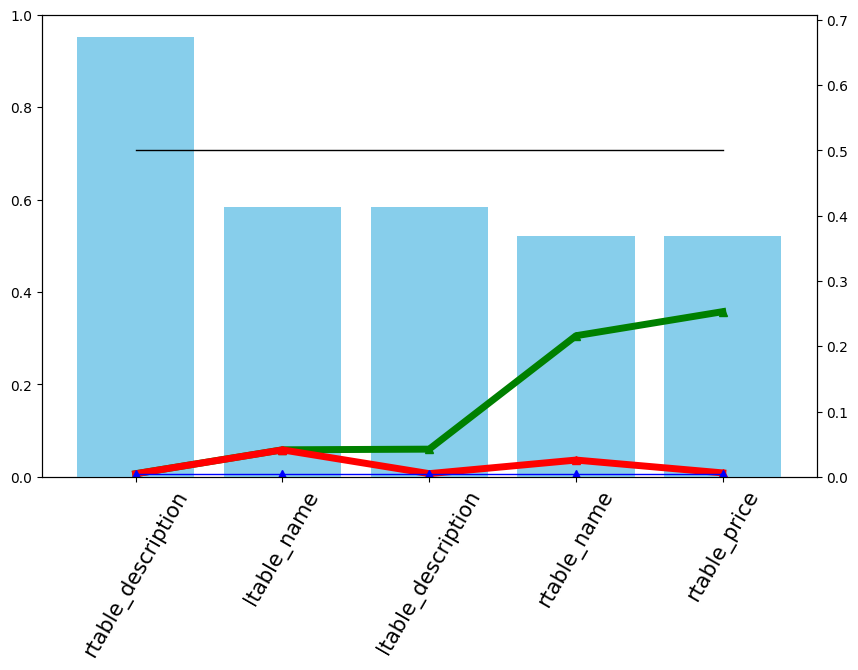 1.0
0.8
0.6
0.4
0.2
0.0
0.7
0.6
0.5
0.4
0.3
0.2
0.1
0.0
rtable_description
ltable_name
ltable_description
rtable_name
rtable_price